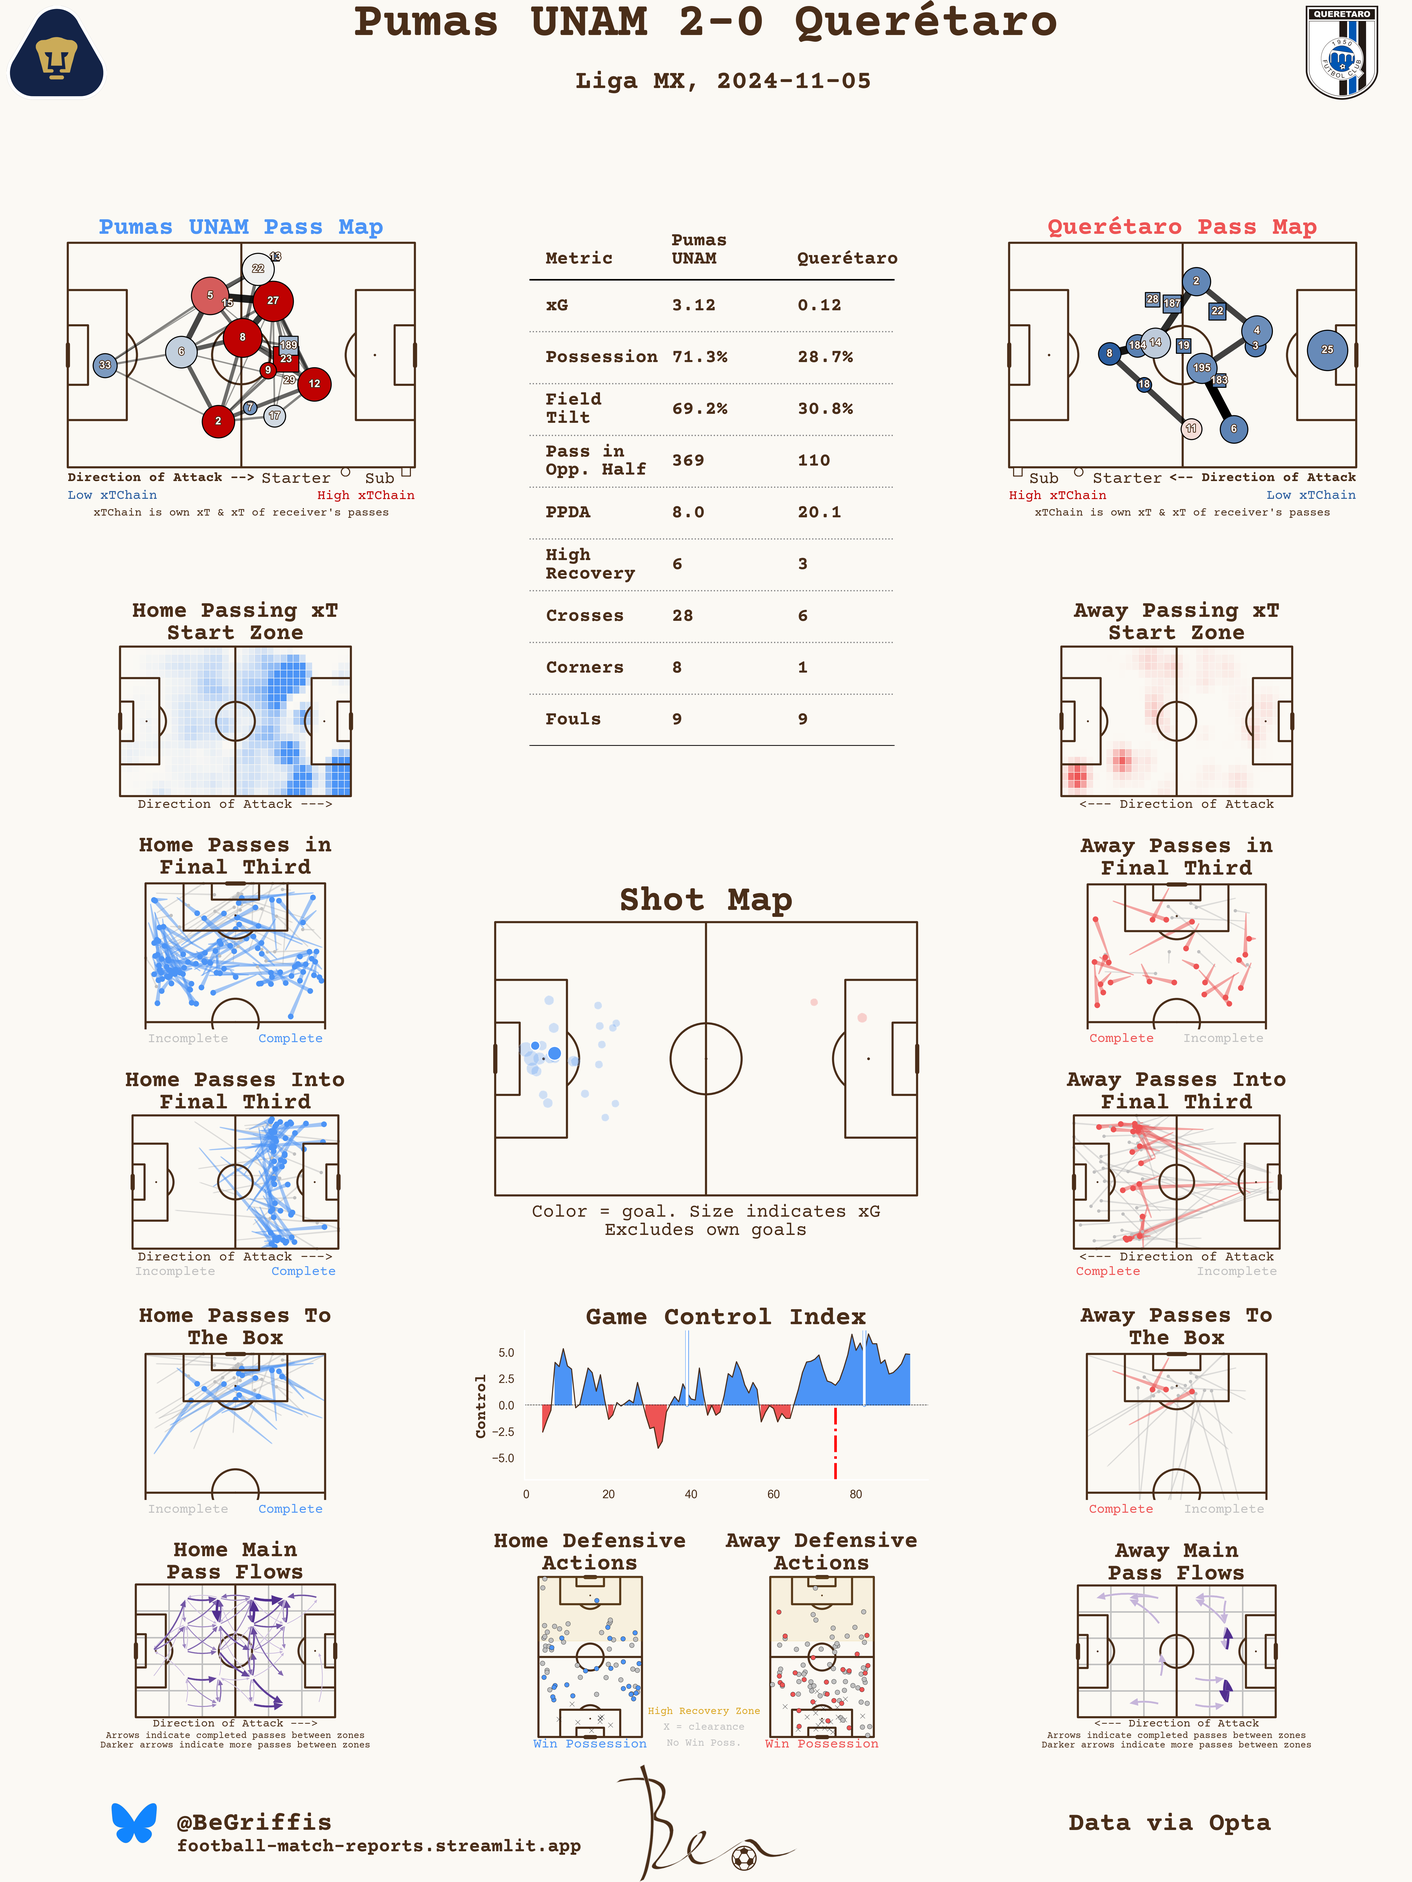 Pumas UNAM 2-0 Querétaro
Liga MX, 2024-11-05
QUERETARO
1950
FUTBOL CLUB
Pumas UNAM Pass Map
13
22
5
15
27
8
189
6
33
23
9
29
12
7
17
2
Direction of Attack --> Starter Sub
Low xTChain High xTChain
xTChain is own xT & xT of receiver's passes
Metric Pumas UNAM Querétaro
xG 3.12 0.12
Possession 71.3% 28.7%
Field Tilt 69.2% 30.8%
Pass in Opp. Half 369 110
PPDA 8.0 20.1
High Recovery 6 3
Crosses 28 6
Corners 8 1
Fouls 9 9
Querétaro Pass Map
2
28
187
22
4
184
14
19
3
8
25
195
18
183
11
6
Sub Starter <-- Direction of Attack
High xTChain Low xTChain
xTChain is own xT & xT of receiver's passes
Home Passing xT
Start Zone
Direction of Attack --->
Away Passing xT
Start Zone
<--- Direction of Attack
Home Passes in
Final Third
Incomplete Complete
Shot Map
Color = goal. Size indicates xG
Excludes own goals
Away Passes in
Final Third
Complete Incomplete
Home Passes Into
Final Third
Direction of Attack --->
Incomplete Complete
Away Passes Into
Final Third
<--- Direction of Attack
Complete Incomplete
Home Passes To
The Box
Incomplete Complete
Game Control Index
Control
5.0
2.5
0.0
−2.5
−5.0
0 20 40 60 80
Away Passes To
The Box
Complete Incomplete
Home Main
Pass Flows
Direction of Attack --->
Arrows indicate completed passes between zones
Darker arrows indicate more passes between zones
Home Defensive
Actions
Win Possession
High Recovery Zone
X = clearance
No Win Poss.
Away Defensive
Actions
Win Possession
Away Main
Pass Flows
<--- Direction of Attack
Arrows indicate completed passes between zones
Darker arrows indicate more passes between zones
@BeGriffis
football-match-reports.streamlit.app
Ben
Data via Opta